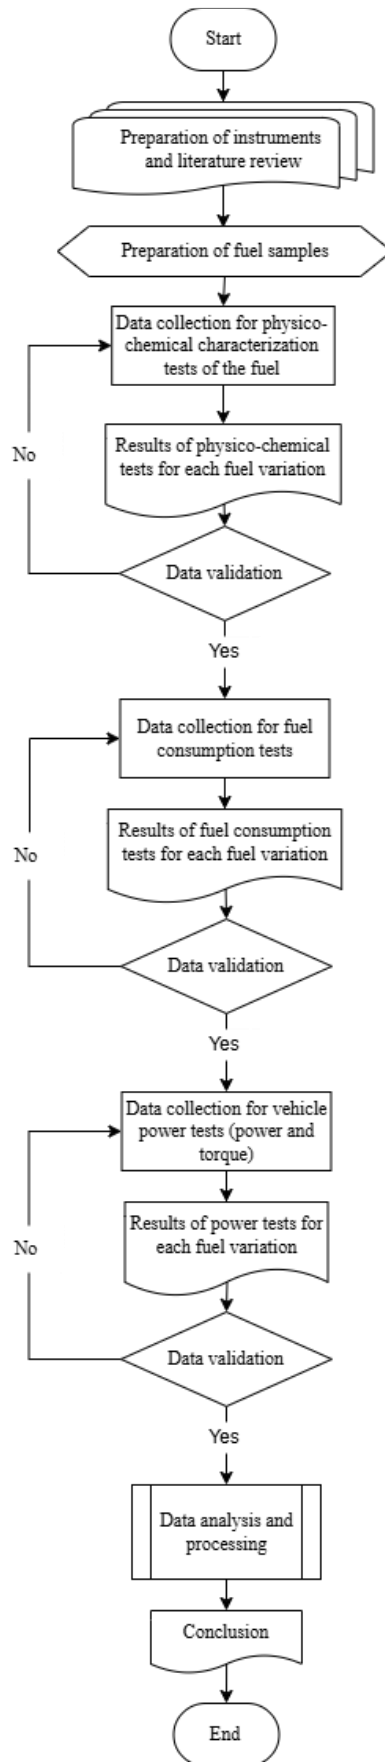 Start
Preparation of instruments
and literature review
Preparation of fuel samples
Data collection for physico-
chemical characterization
tests of the fuel
Results of physico-chemical
tests for each fuel variation
No
Data validation
Yes
Data collection for fuel
consumption tests
Results of fuel consumption
tests for each fuel variation
No
Data validation
Yes
Data collection for vehicle
power tests (power and
torque)
Results of power tests for
each fuel variation
No
Data validation
Yes
Data analysis and
processing
Conclusion
End